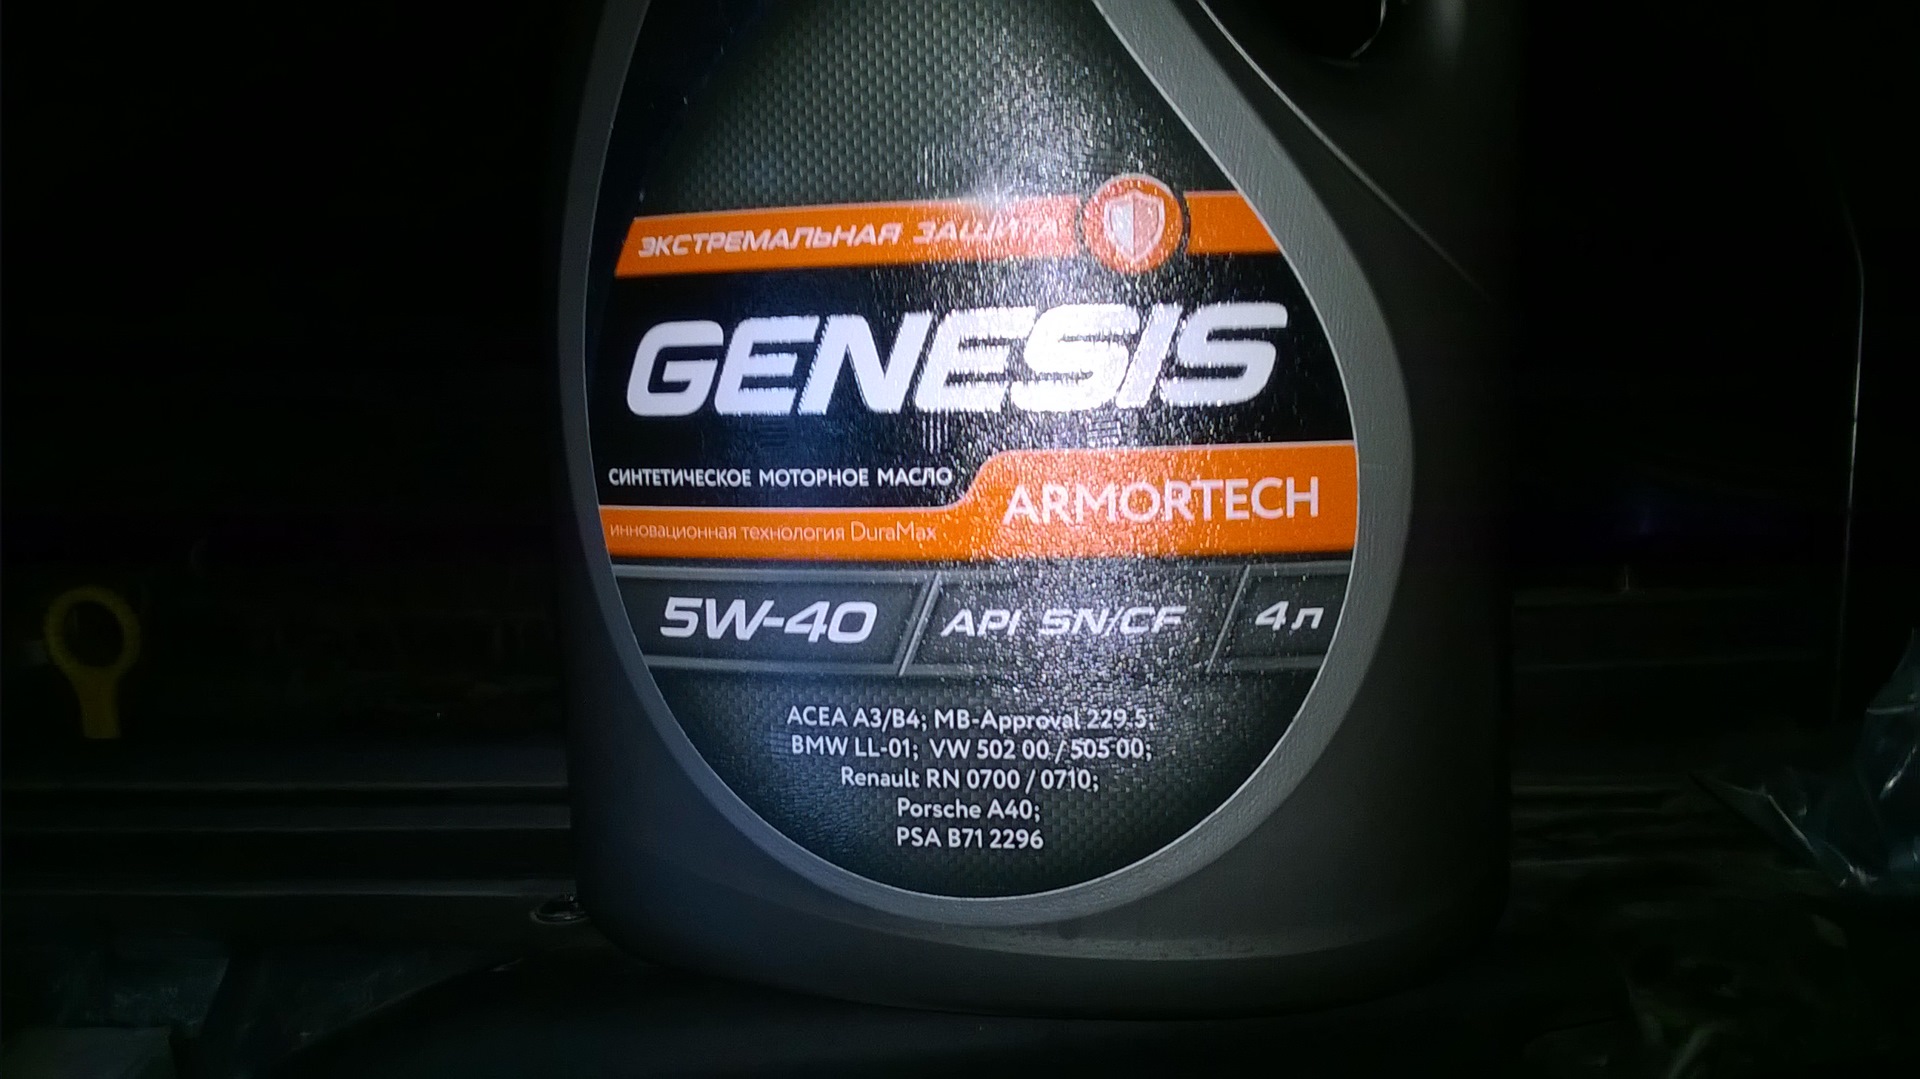 ЭКСТРЕМАЛЬНАЯ ЗАЩИТА
GENESIS
СИНТЕТИЧЕСКОЕ МОТОРНОЕ МАСЛО
ARMORTECH
инновационная технология DuraMax
5W-40 API SN/CF 4л
ACEA A3/B4; MB-Approval 229.5;
BMW LL-01; VW 502 00 / 505 00;
Renault RN 0700 / 0710;
Porsche A40;
PSA B71 2296